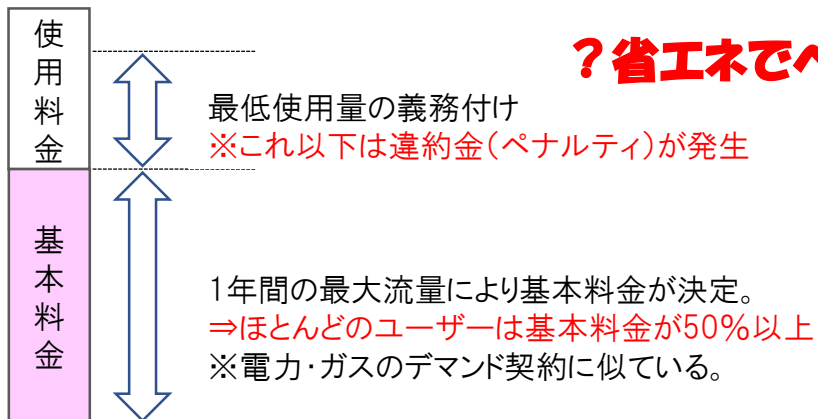 使用料金
？省エネでペ
最低使用量の義務付け
※これ以下は違約金（ペナルティ）が発生
基本料金
1年間の最大流量により基本料金が決定。
⇒ほとんどのユーザーは基本料金が50%以上
※電力・ガスのデマンド契約に似ている。